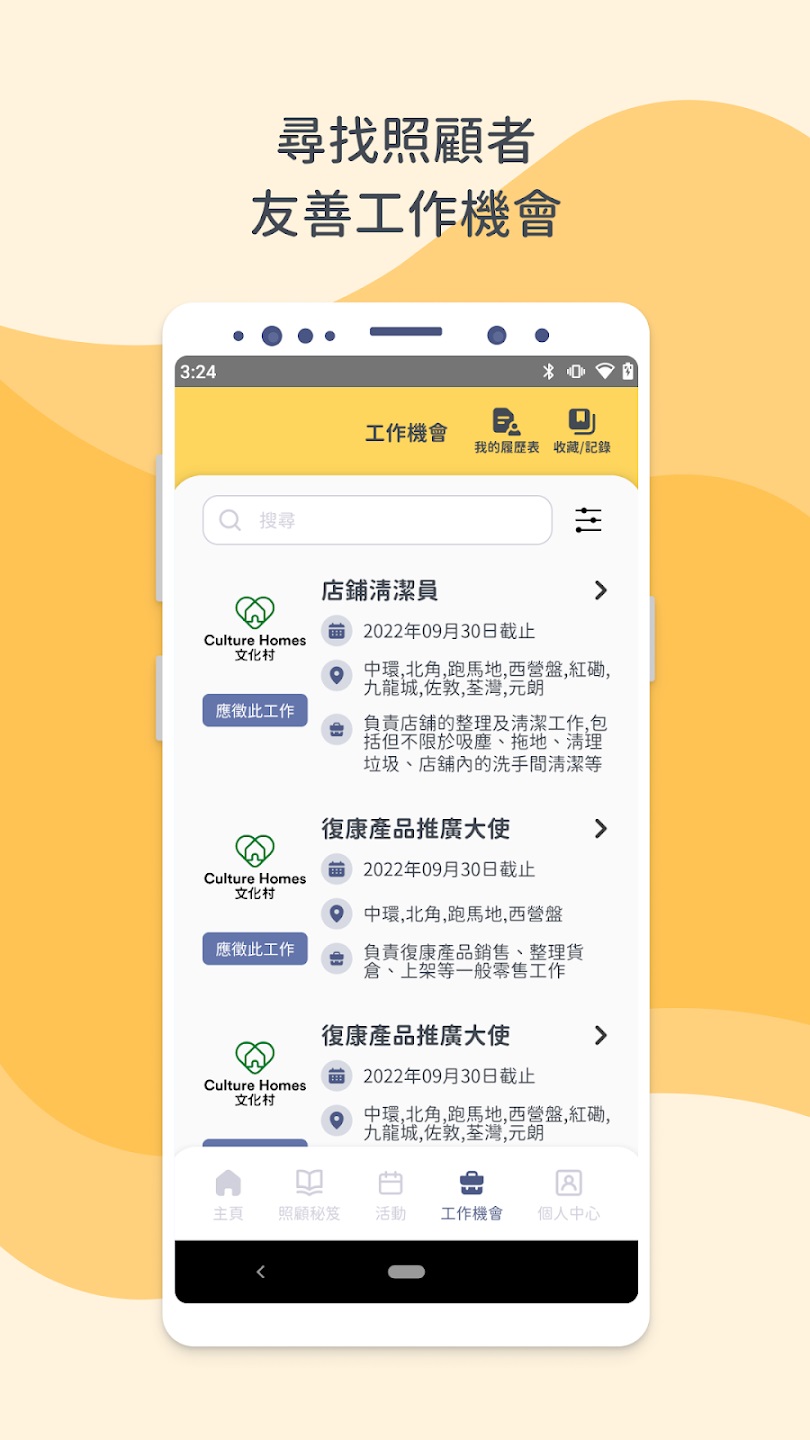 尋找照顧者
友善工作機會
3:24
工作機會
我的履歷表
收藏/記錄
搜尋
店鋪清潔員
Culture Homes
文化村
應徵此工作
2022年09月30日截止
中環,北角,跑馬地,西營盤,紅磡,
九龍城,佐敦,荃灣,元朗
負責店舖的整理及清潔工作,包
括但不限於吸塵、拖地、清理
垃圾、店舖內的洗手間清潔等
復康產品推廣大使
Culture Homes
文化村
應徵此工作
2022年09月30日截止
中環,北角,跑馬地,西營盤
負責復康產品銷售、整理貨
倉、上架等一般零售工作
復康產品推廣大使
Culture Homes
文化村
2022年09月30日截止
中環,北角,跑馬地,西營盤,紅磡,
九龍城,佐敦,荃灣,元朗
主頁
照顧秘笈
活動
工作機會
個人中心